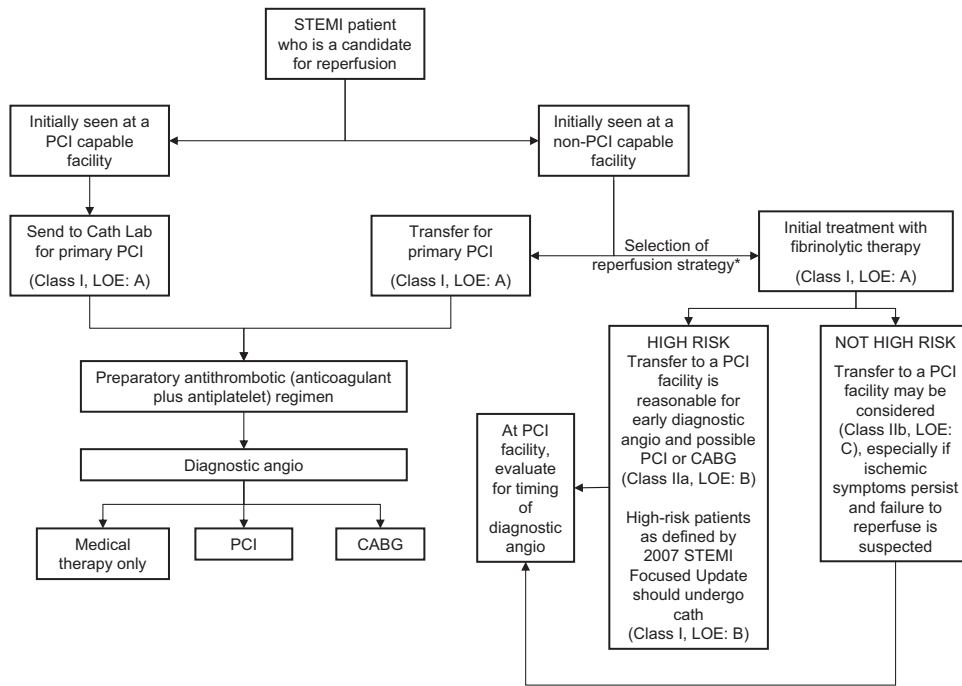 STEMI patient
who is a candidate
for reperfusion
Initially seen at a
PCI capable
facility
Initially seen at a
non-PCI capable
facility
Send to Cath Lab
for primary PCI
(Class I, LOE: A)
Transfer for
primary PCI
(Class I, LOE: A)
Selection of
reperfusion strategy*
Initial treatment with
fibrinolytic therapy
(Class I, LOE: A)
Preparatory antithrombotic (anticoagulant
plus antiplatelet) regimen
Diagnostic angio
Medical
therapy only
PCI
CABG
At PCI
facility,
evaluate
for timing
of
diagnostic
angio
HIGH RISK
Transfer to a PCI
facility is
reasonable for
early diagnostic
angio and possible
PCI or CABG
(Class IIa, LOE: B)
High-risk patients
as defined by
2007 STEMI
Focused Update
should undergo
cath
(Class I, LOE: B)
NOT HIGH RISK
Transfer to a PCI
facility may be
considered
(Class IIb, LOE:
C), especially if
ischemic
symptoms persist
and failure to
reperfuse is
suspected